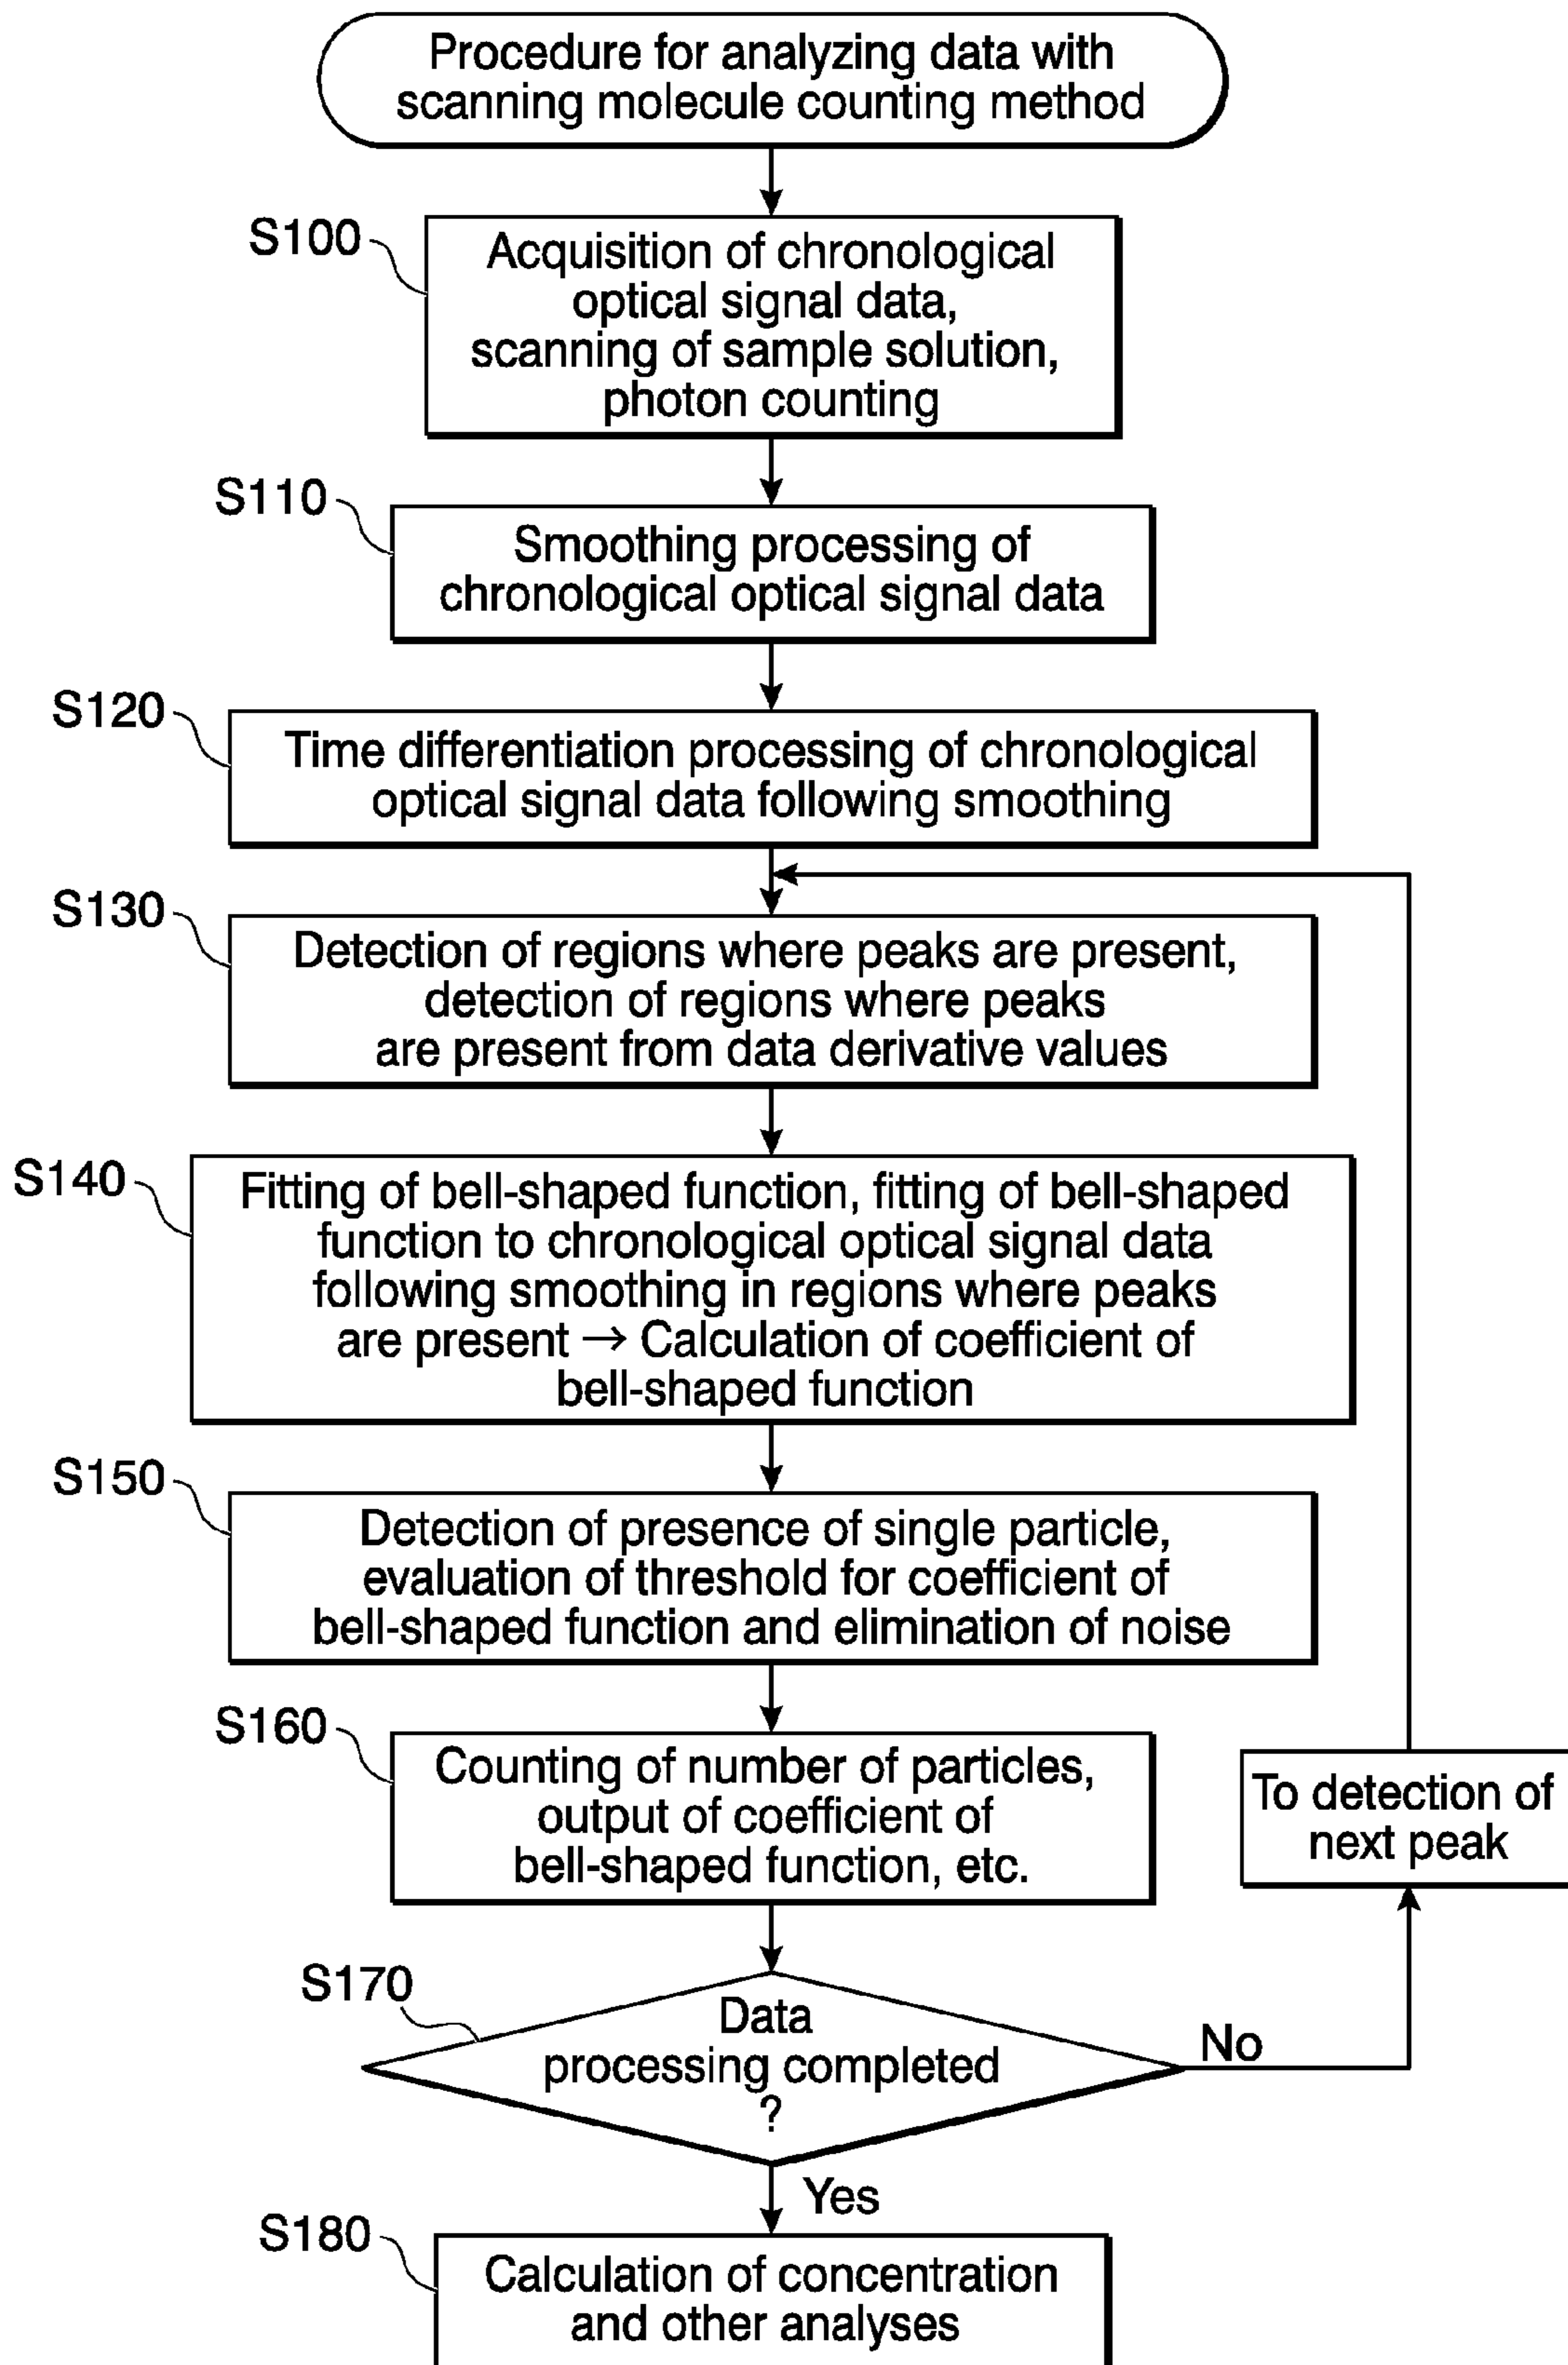 Procedure for analyzing data with
scanning molecule counting method
S100
Acquisition of chronological
optical signal data,
scanning of sample solution,
photon counting
S110
Smoothing processing of
chronological optical signal data
S120
Time differentiation processing of chronological
optical signal data following smoothing
S130
Detection of regions where peaks are present,
detection of regions where peaks
are present from data derivative values
S140
Fitting of bell-shaped function, fitting of bell-shaped
function to chronological optical signal data
following smoothing in regions where peaks
are present → Calculation of coefficient of
bell-shaped function
S150
Detection of presence of single particle,
evaluation of threshold for coefficient of
bell-shaped function and elimination of noise
S160
Counting of number of particles,
output of coefficient of
bell-shaped function, etc.
To detection of
next peak
S170
Data
processing completed
?
No
Yes
S180
Calculation of concentration
and other analyses